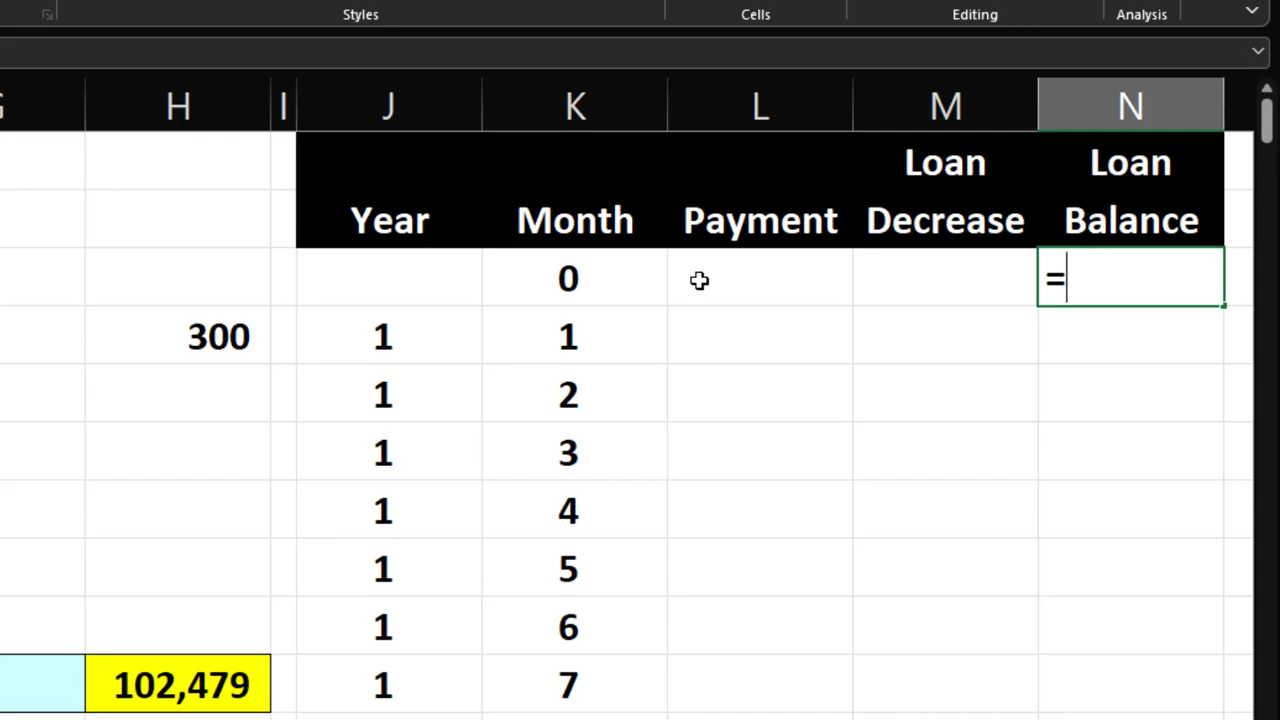 Styles Cells Editing Analysis
H I J K L M N
Loan Loan
Year Month Payment Decrease Balance
0 =
300 1 1
1 2
1 3
1 4
1 5
1 6
102,479 1 7